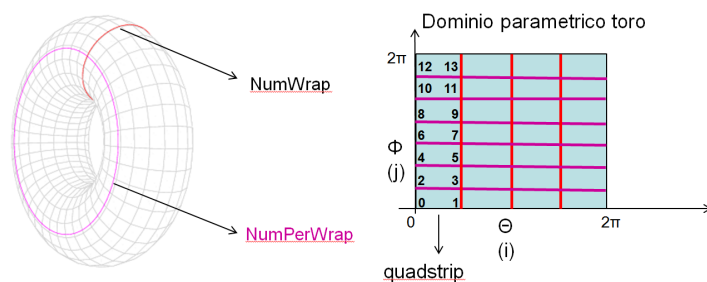 Dominio parametrico toro
NumWrap
NumPerWrap
2π
12 13
10 11
8 9
6 7
4 5
2 3
0 1
Φ
(j)
0
Θ
(i)
2π
quadstrip